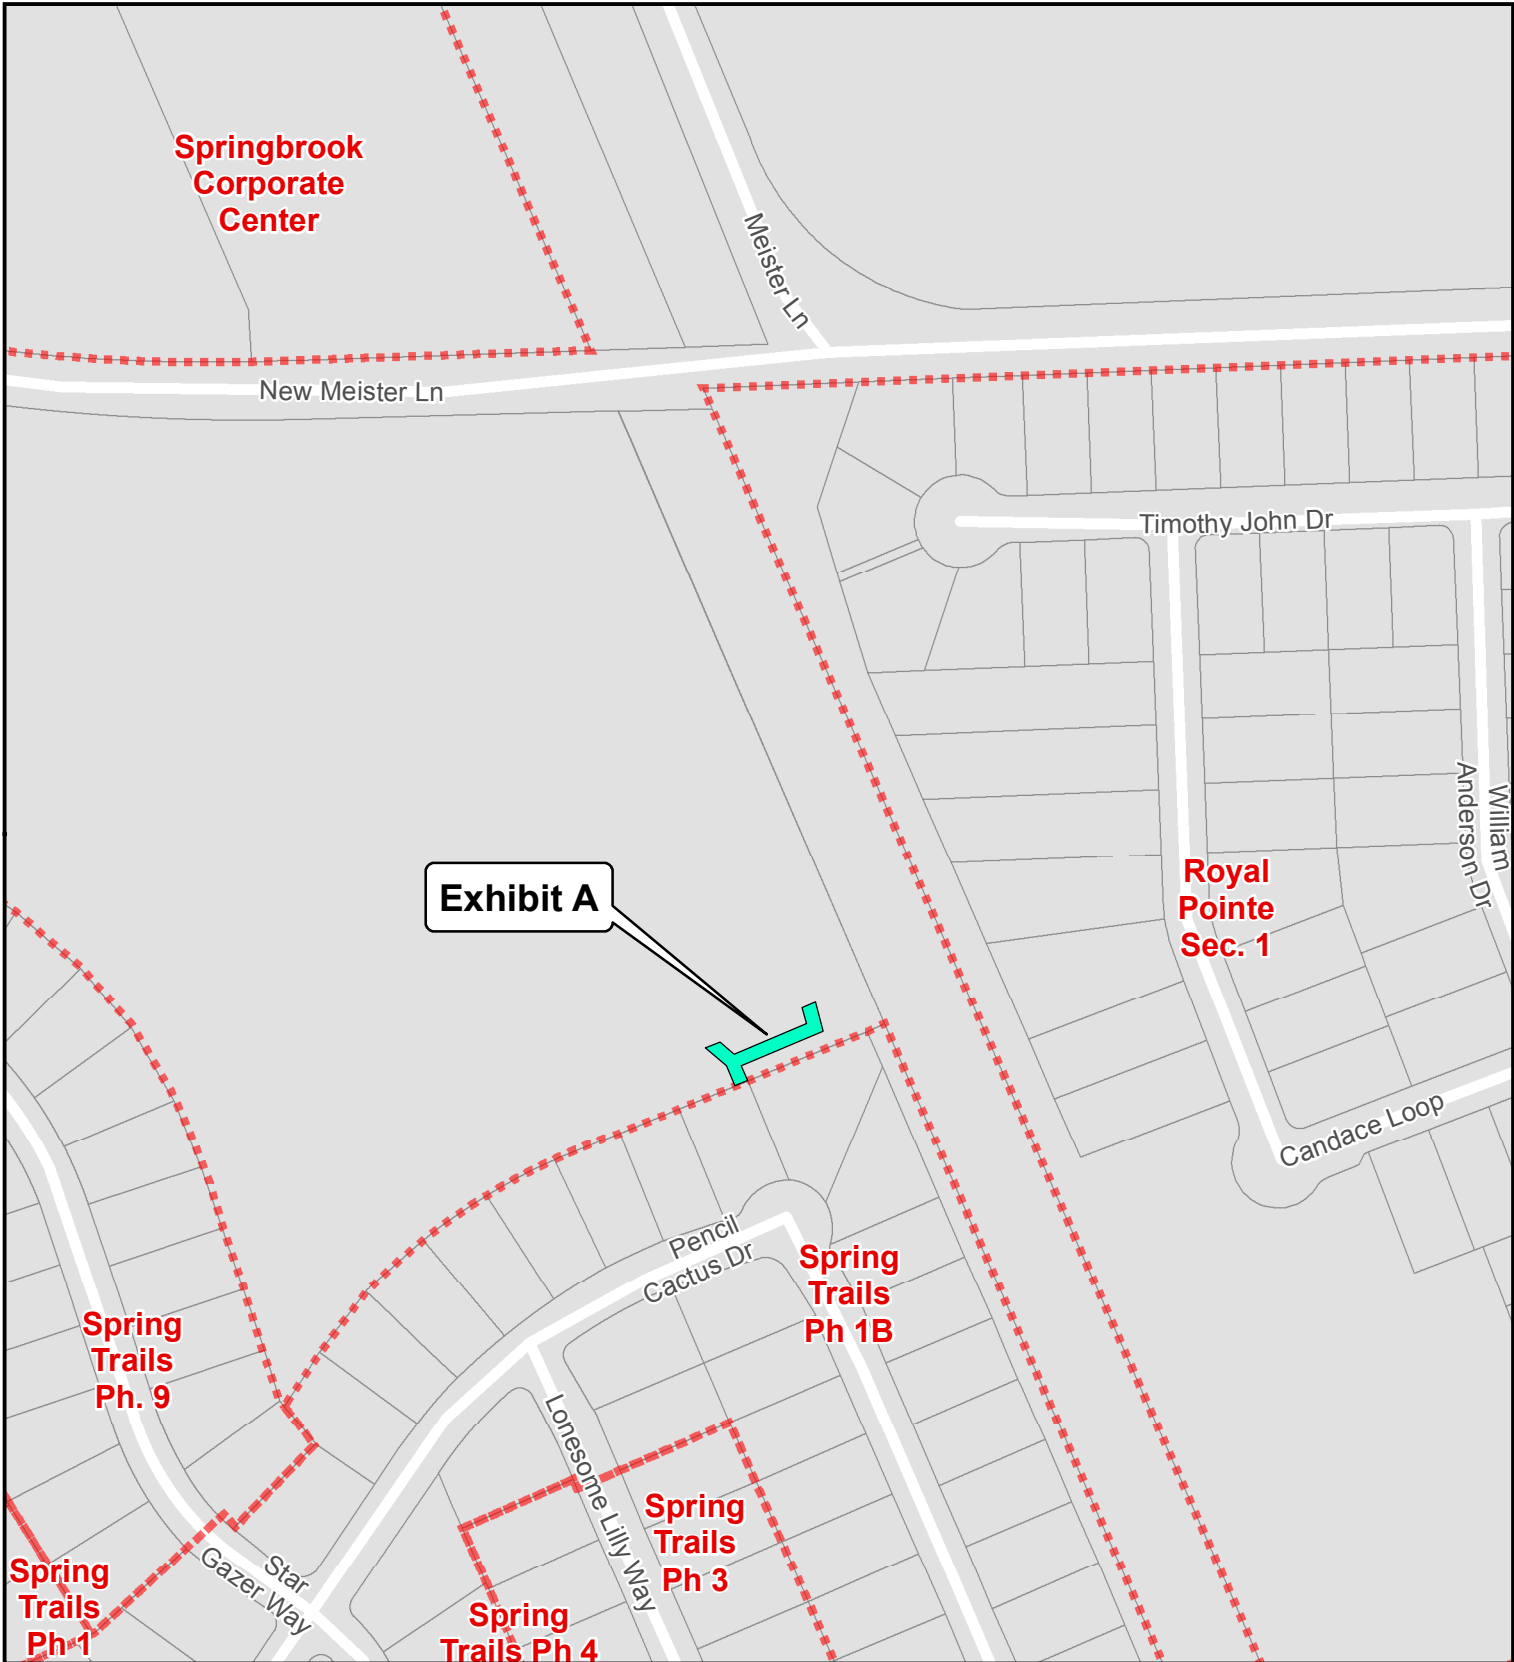 Springbrook
Corporate
Center
Meister Ln
New Meister Ln
Timothy John Dr
William
Anderson Dr
Exhibit A
Royal
Pointe
Sec. 1
Candace Loop
Pencil
Cactus Dr
Spring
Trails
Ph 1B
Spring
Trails
Ph. 9
Lonesome Lilly Way
Spring
Trails
Ph 3
Star
Gazer Way
Spring
Trails
Ph 1
Spring
Trails Ph 4